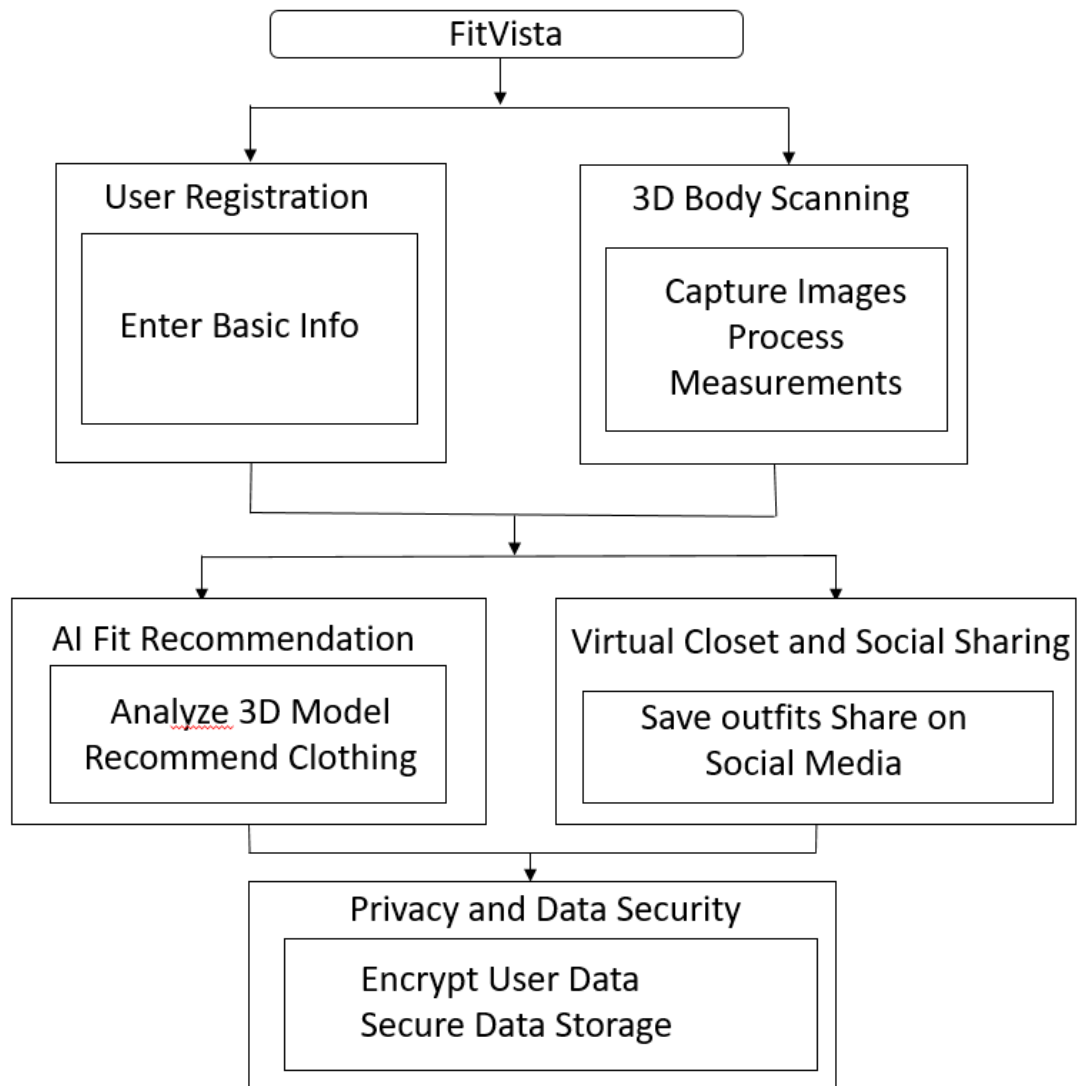 FitVista
User Registration
Enter Basic Info
3D Body Scanning
Capture Images
Process
Measurements
AI Fit Recommendation
Analyze 3D Model
Recommend Clothing
Virtual Closet and Social Sharing
Save outfits Share on
Social Media
Privacy and Data Security
Encrypt User Data
Secure Data Storage